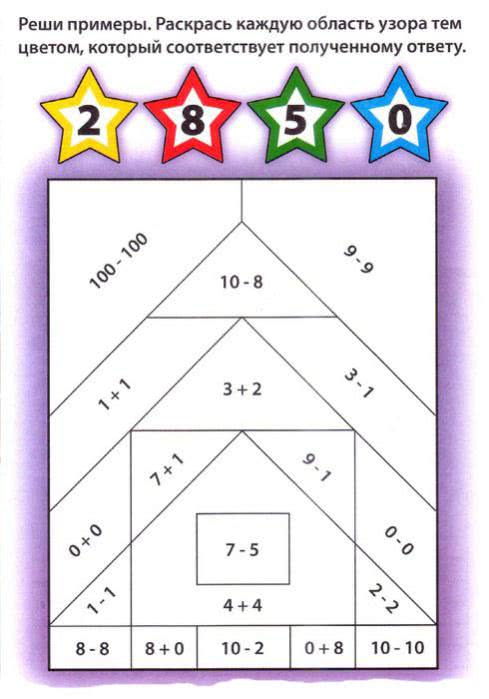 Реши примеры. Раскрась каждую область узора тем
цветом, который соответствует полученному ответу.
2 8 5 0
100 - 100
9 - 9
10 - 8
1 + 1
3 + 2
3 - 1
7 + 1
9 - 1
0 + 0
7 - 5
0 - 0
1 - 1
4 + 4
2 - 2
8 - 8
8 + 0
10 - 2
0 + 8
10 - 10